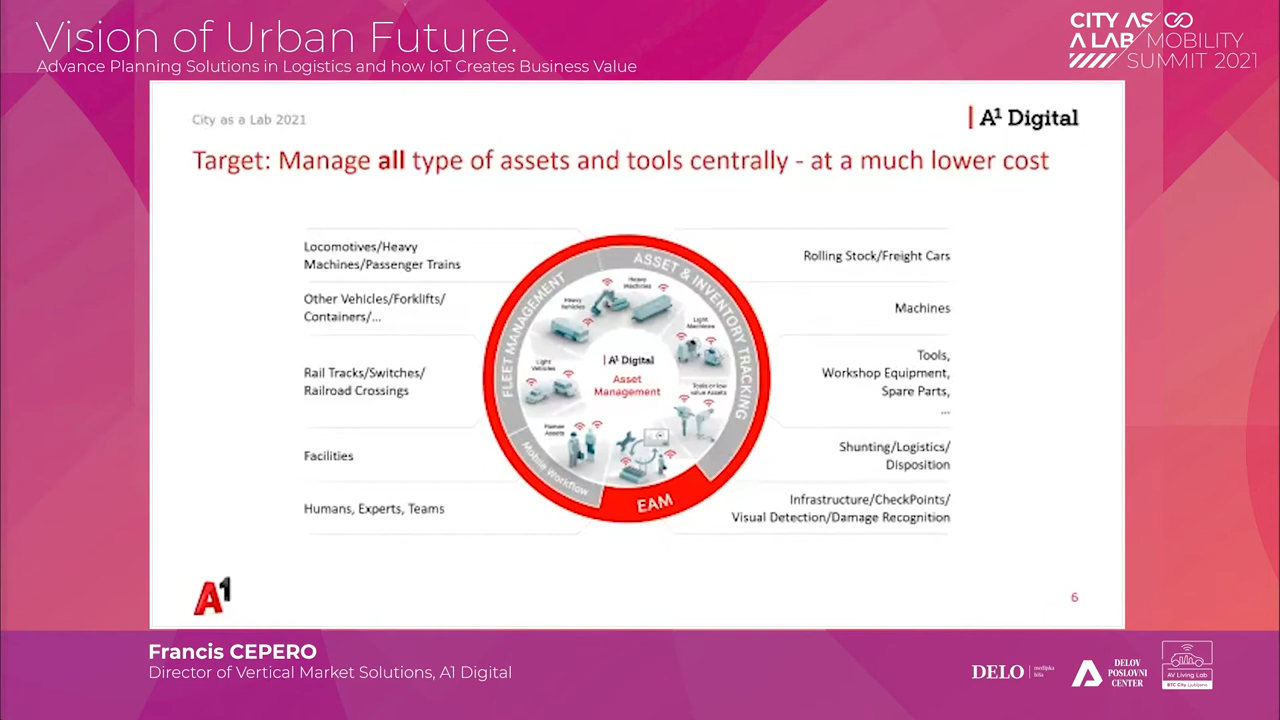 Vision of Urban Future.
Advance Planning Solutions in Logistics and how IoT Creates Business Value
CITY AS
A LAB MOBILITY
SUMMIT 2021
City as a Lab 2021
A1 Digital
Target: Manage all type of assets and tools centrally - at a much lower cost
Locomotives/Heavy
Machines/Passenger Trains
Other Vehicles/Forklifts/
Containers/...
Rail Tracks/Switches/
Railroad Crossings
Facilities
Humans, Experts, Teams
FLEET MANAGEMENT
ASSET & INVENTORY TRACKING
Mobile Workflow
EAM
Heavy
Machines
Heavy
Vehicles
Light
Machines
Light
Vehicles
Tools or low
value Assets
Human
Assets
A1 Digital
Asset
Management
Rolling Stock/Freight Cars
Machines
Tools,
Workshop Equipment,
Spare Parts,
...
Shunting/Logistics/
Disposition
Infrastructure/CheckPoints/
Visual Detection/Damage Recognition
A1
6
Francis CEPERO
Director of Vertical Market Solutions, A1 Digital
DELO medijska
hiša
DELOV
POSLOVNI
CENTER
AV Living Lab
BTC City Ljubljana